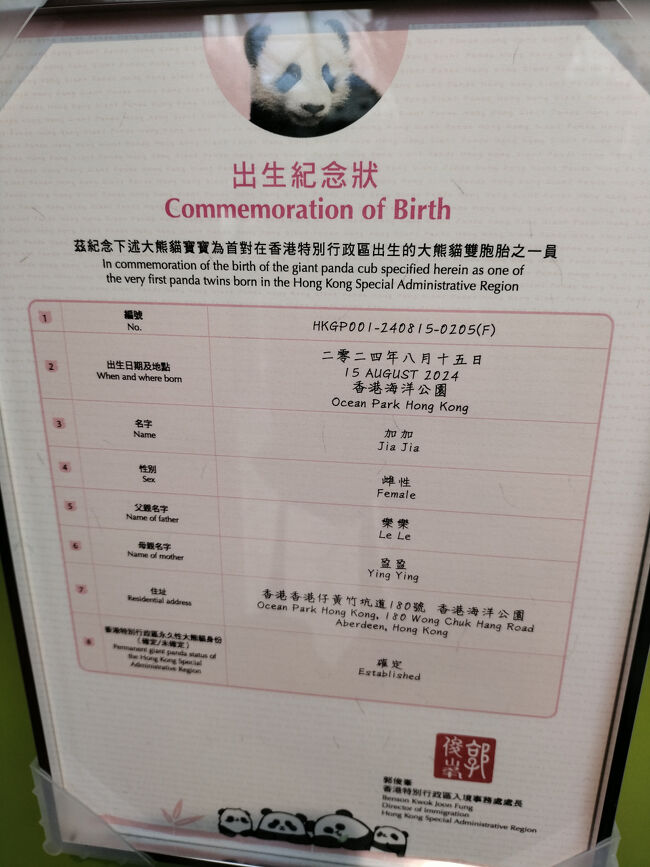 出生紀念狀
Commemoration of Birth
茲紀念下述大熊貓寶寶為首對在香港特別行政區出生的大熊貓雙胞胎之一員
In commemoration of the birth of the giant panda cub specified herein as one of
the very first panda twins born in the Hong Kong Special Administrative Region
1
編號
No.
HKGP001-240815-0205(F)
2
出生日期及地點
When and where born
二零二四年八月十五日
15 AUGUST 2024
香港海洋公園
Ocean Park Hong Kong
3
名字
Name
加加
Jia Jia
4
性別
Sex
雌性
Female
5
父親名字
Name of father
樂樂
Le Le
6
母親名字
Name of mother
盈盈
Ying Ying
7
住址
Residential address
香港香港仔黃竹坑道180號 香港海洋公園
Ocean Park Hong Kong, 180 Wong Chuk Hang Road
Aberdeen, Hong Kong
8
香港特別行政區永久性大熊貓身份
（確定/未確定）
Permanent giant panda status of
the Hong Kong Special
Administrative Region
確定
Established
郭俊峯
郭俊峯
香港特別行政區入境事務處處長
Benson Kwok Joon Fung
Director of Immigration
Hong Kong Special Administrative Region